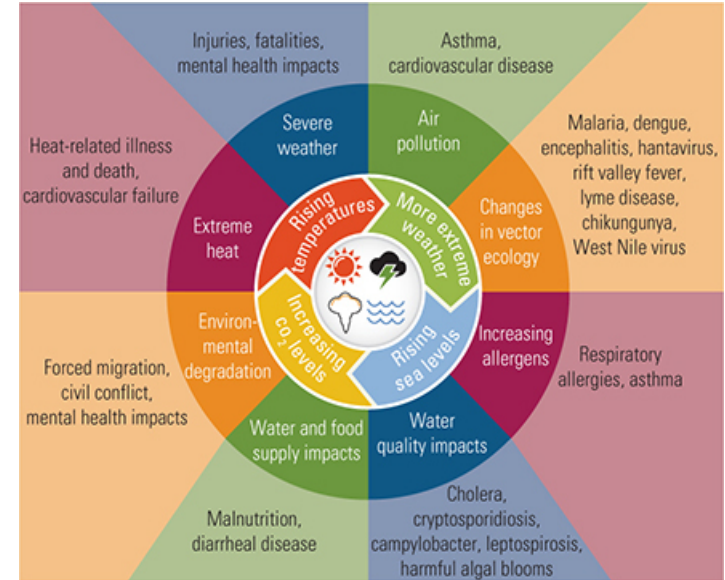 Injuries, fatalities,
mental health impacts
Asthma,
cardiovascular disease
Severe
weather
Air
pollution
Heat-related illness
and death,
cardiovascular failure
Malaria, dengue,
encephalitis, hantavirus,
rift valley fever,
lyme disease,
chikungunya,
West Nile virus
Extreme
heat
Rising
temperatures
More extreme
weather
Changes
in vector
ecology
Environ-
mental
degradation
Increasing
co₂ levels
Rising
sea levels
Increasing
allergens
Forced migration,
civil conflict,
mental health impacts
Respiratory
allergies, asthma
Water and food
supply impacts
Water
quality impacts
Malnutrition,
diarrheal disease
Cholera,
cryptosporidiosis,
campylobacter, leptospirosis,
harmful algal blooms